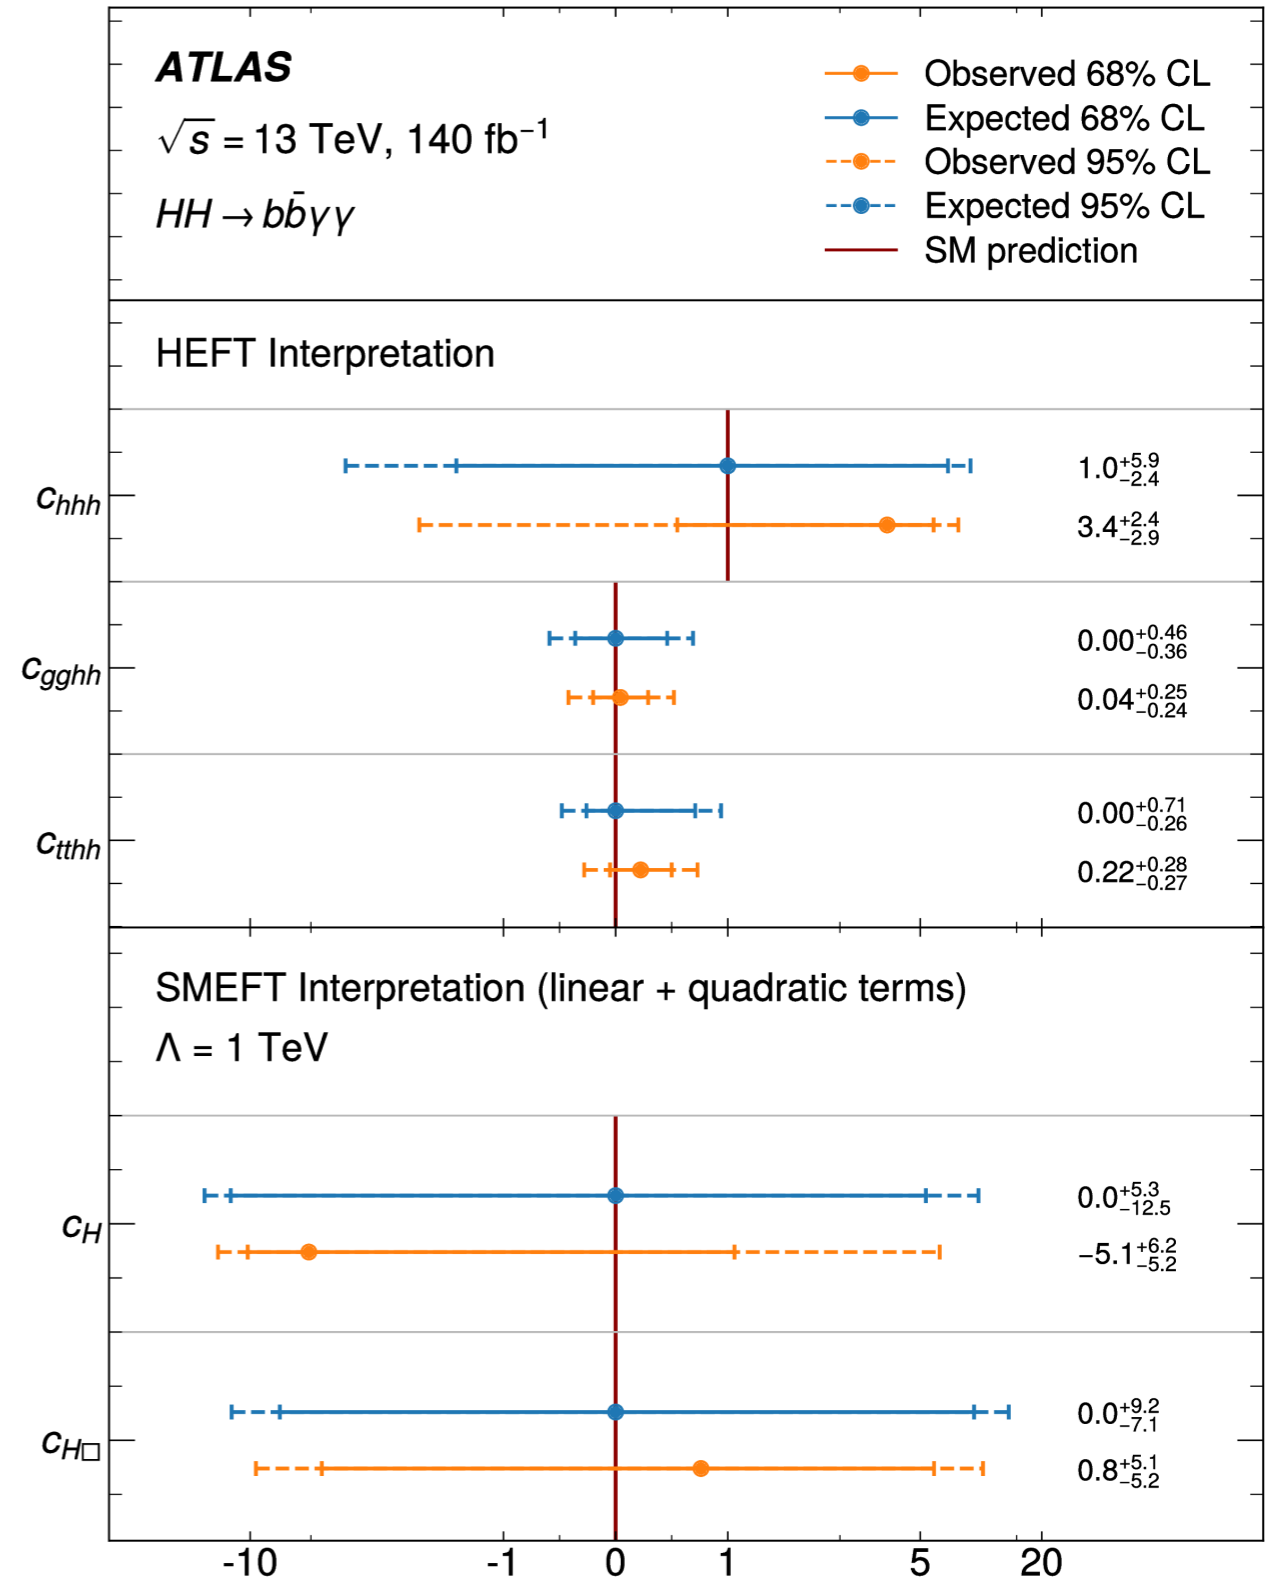 ATLAS
√s = 13 TeV, 140 fb⁻¹
HH → bb̄γγ
Observed 68% CL
Expected 68% CL
Observed 95% CL
Expected 95% CL
SM prediction
HEFT Interpretation
c_hhh
1.0 +5.9 −2.4
3.4 +2.4 −2.9
c_gghh
0.00 +0.46 −0.36
0.04 +0.25 −0.24
c_tthh
0.00 +0.71 −0.26
0.22 +0.28 −0.27
SMEFT Interpretation (linear + quadratic terms)
Λ = 1 TeV
c_H
0.0 +5.3 −12.5
−5.1 +6.2 −5.2
c_H□
0.0 +9.2 −7.1
0.8 +5.1 −5.2
-10 -1 0 1 5 20